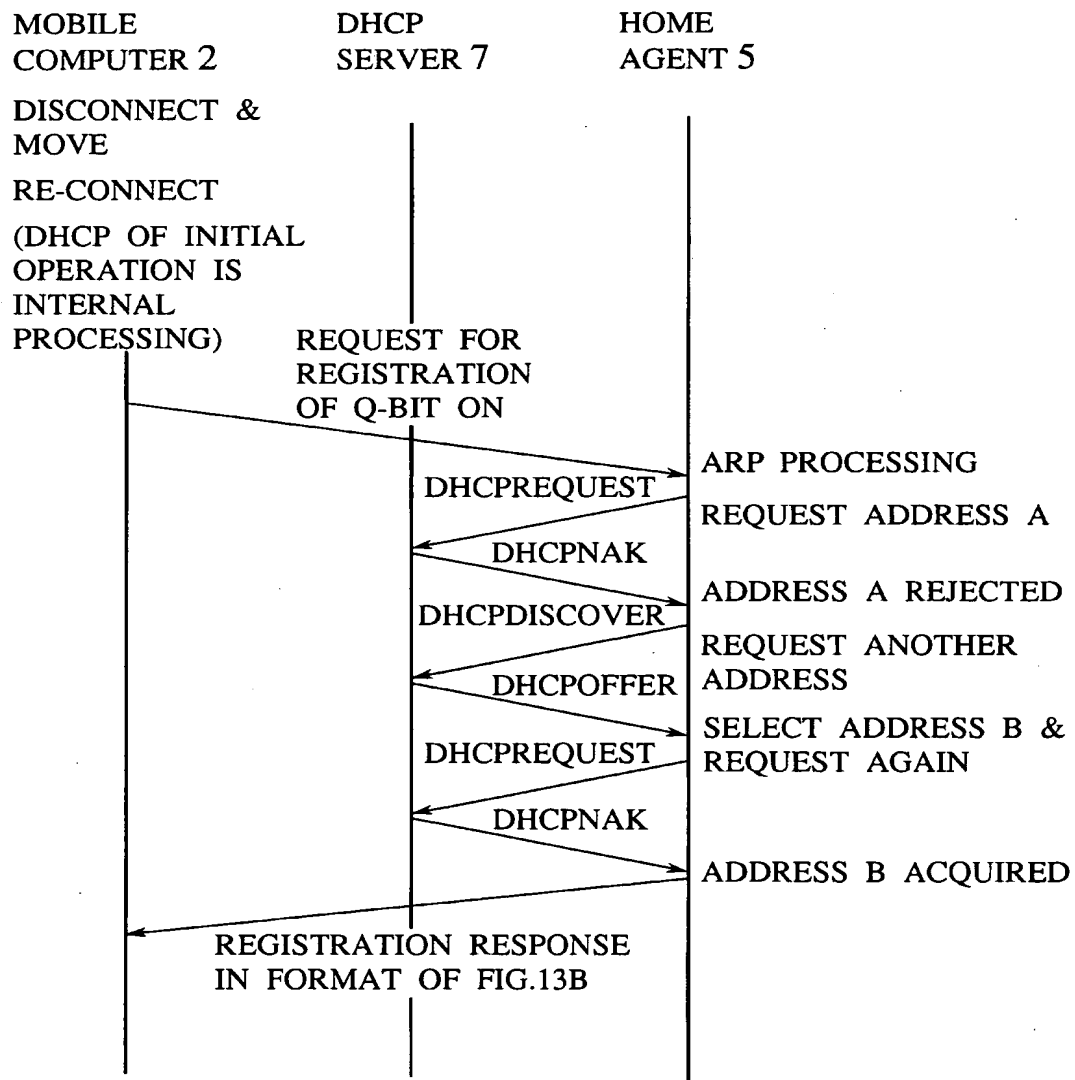 MOBILE
COMPUTER 2
DHCP
SERVER 7
HOME
AGENT 5
DISCONNECT &
MOVE
RE-CONNECT
(DHCP OF INITIAL
OPERATION IS
INTERNAL
PROCESSING)
REQUEST FOR
REGISTRATION
OF Q-BIT ON
ARP PROCESSING
DHCPREQUEST
REQUEST ADDRESS A
DHCPNAK
ADDRESS A REJECTED
DHCPDISCOVER
REQUEST ANOTHER
ADDRESS
DHCPOFFER
SELECT ADDRESS B &
REQUEST AGAIN
DHCPREQUEST
DHCPNAK
ADDRESS B ACQUIRED
REGISTRATION RESPONSE
IN FORMAT OF FIG.13B